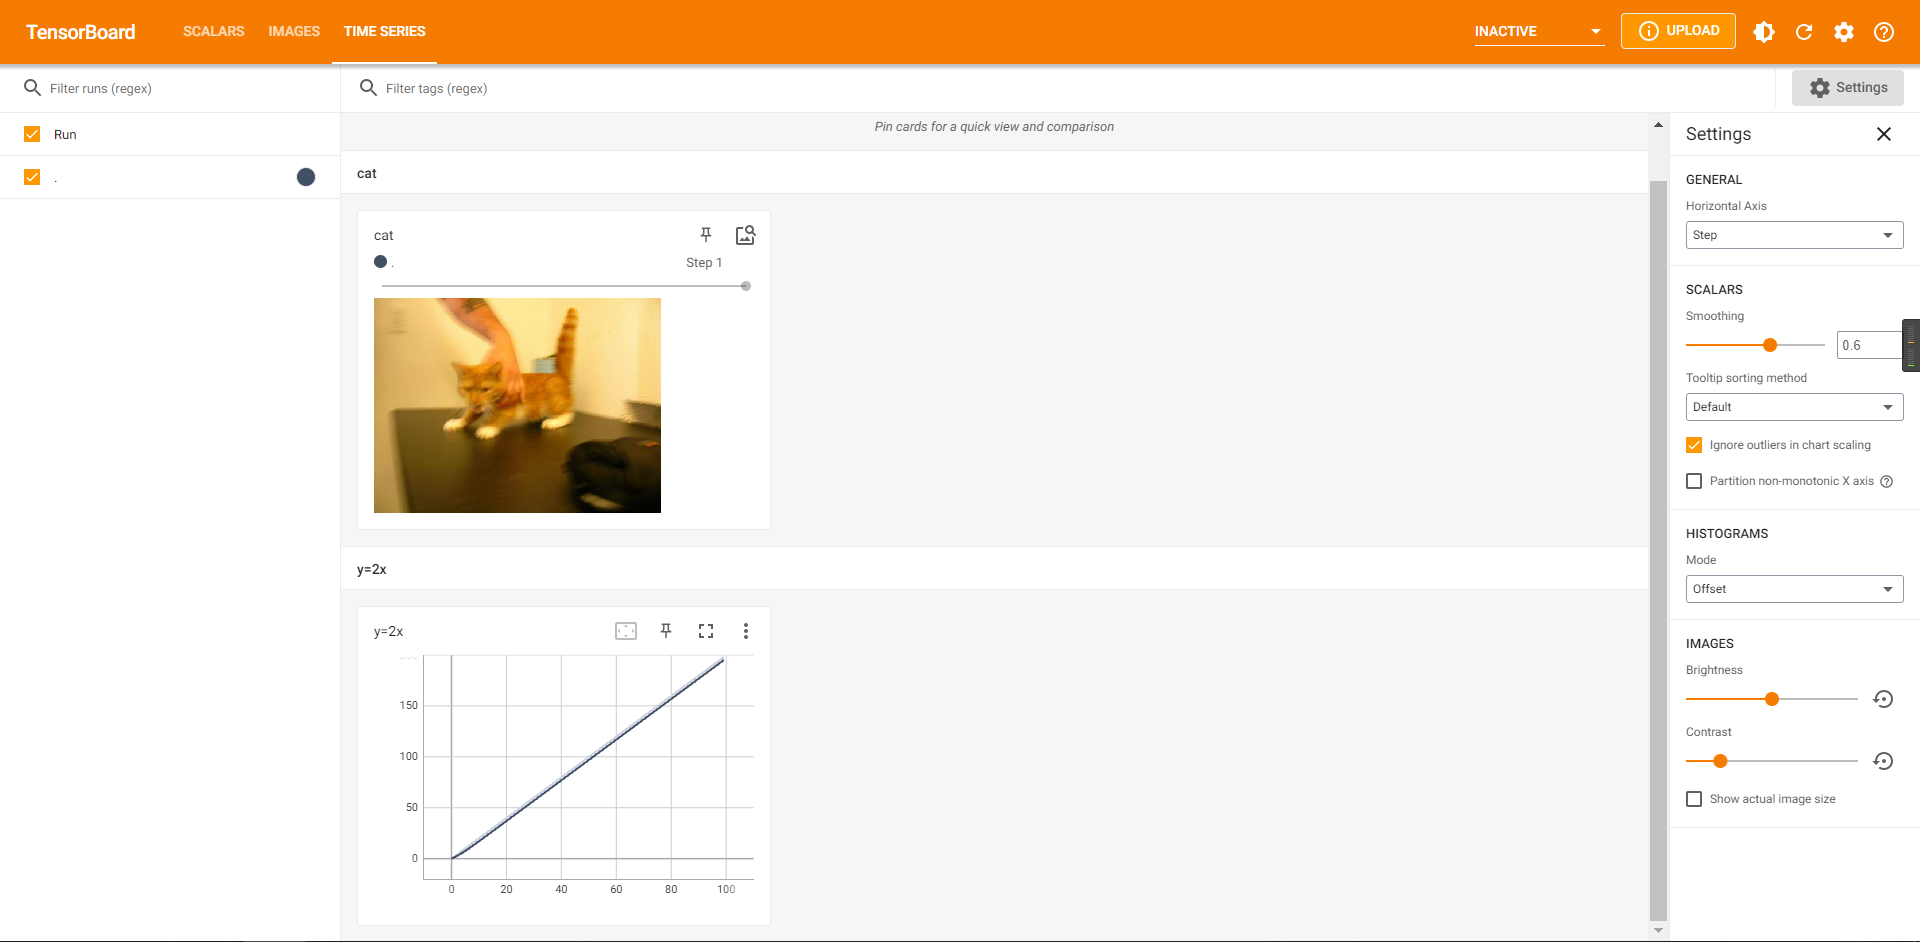 TensorBoard
SCALARS
IMAGES
TIME SERIES
INACTIVE
UPLOAD
Filter runs (regex)
Filter tags (regex)
Settings
Run
.
Pin cards for a quick view and comparison
cat
cat
.
Step 1
y=2x
y=2x
150
100
50
0
0 20 40 60 80 100
Settings
GENERAL
Horizontal Axis
Step
SCALARS
Smoothing
0.6
Tooltip sorting method
Default
Ignore outliers in chart scaling
Partition non-monotonic X axis
HISTOGRAMS
Mode
Offset
IMAGES
Brightness
Contrast
Show actual image size